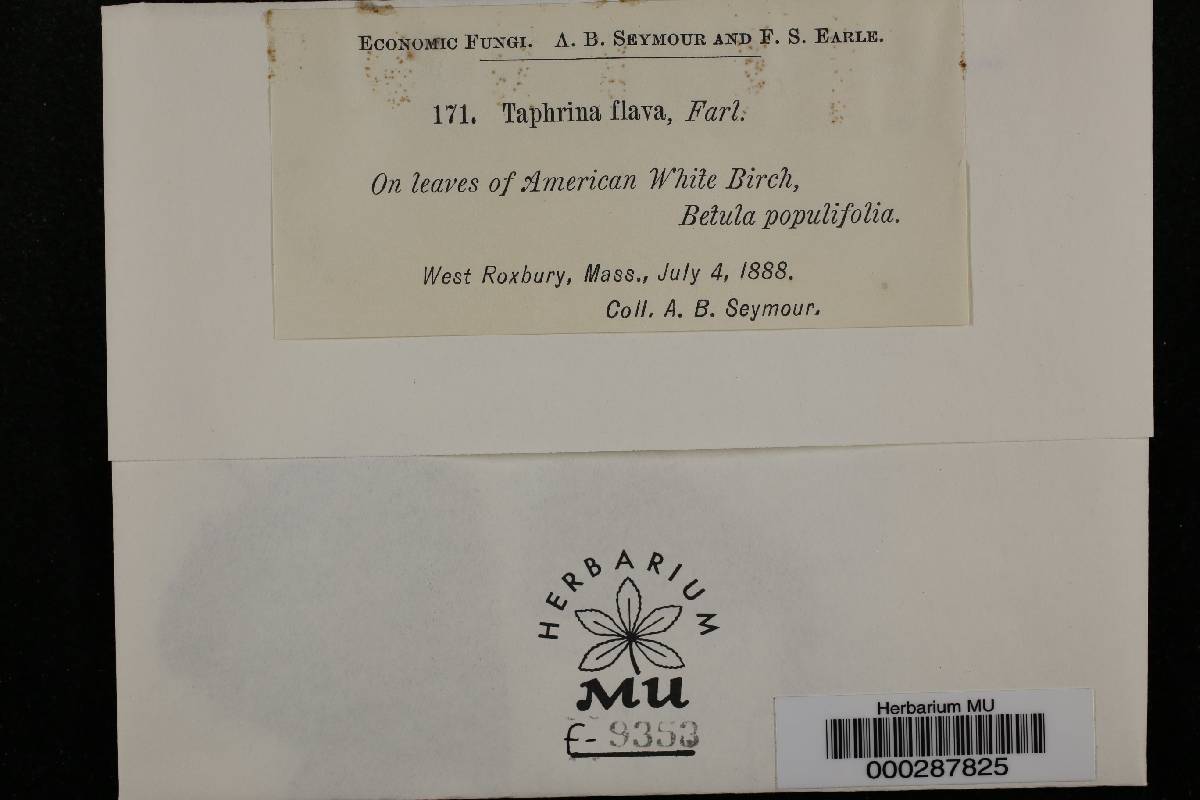 Economic Fungi. A. B. Seymour and F. S. Earle.
171. Taphrina flava, Farl.
On leaves of American White Birch,
Betula populifolia.
West Roxbury, Mass., July 4, 1888.
Coll. A. B. Seymour.
HERBARIUM
MU
f- 9353
Herbarium MU
000287825